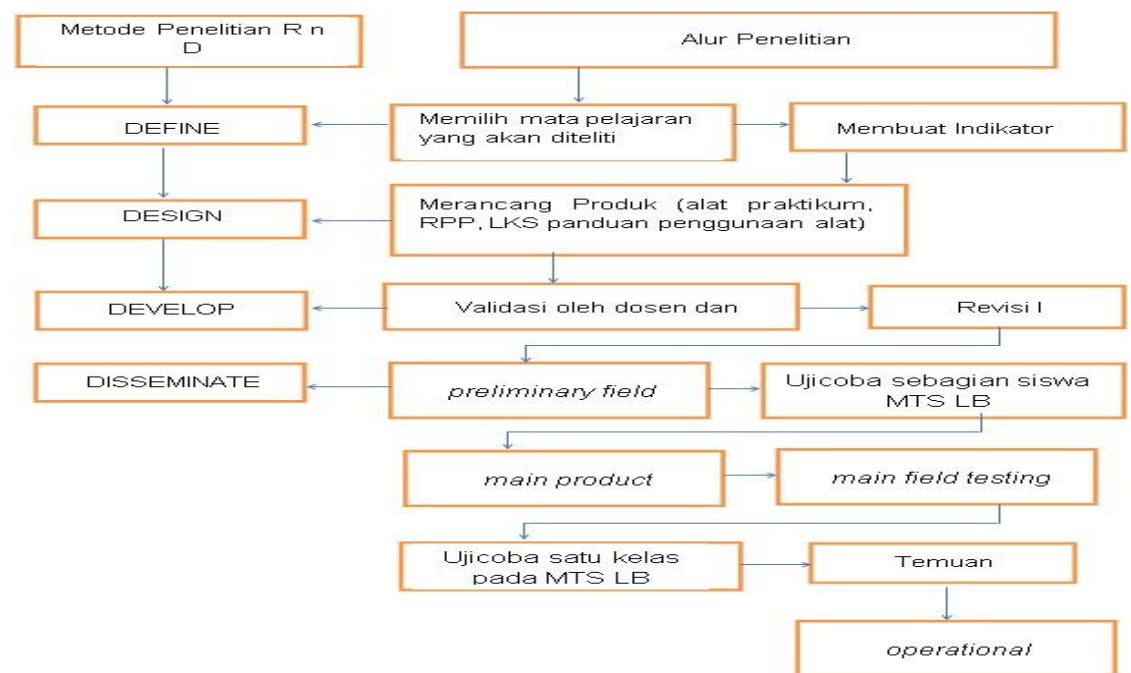 Metode Penelitian R n
D
Alur Penelitian
DEFINE
Memilih mata pelajaran
yang akan diteliti
Membuat Indikator
DESIGN
Merancang Produk (alat praktikum,
RPP, LKS panduan penggunaan alat)
DEVELOP
Validasi oleh dosen dan
Revisi I
DISSEMINATE
preliminary field
Ujicoba sebagian siswa
MTS LB
main product
main field testing
Ujicoba satu kelas
pada MTS LB
Temuan
operational